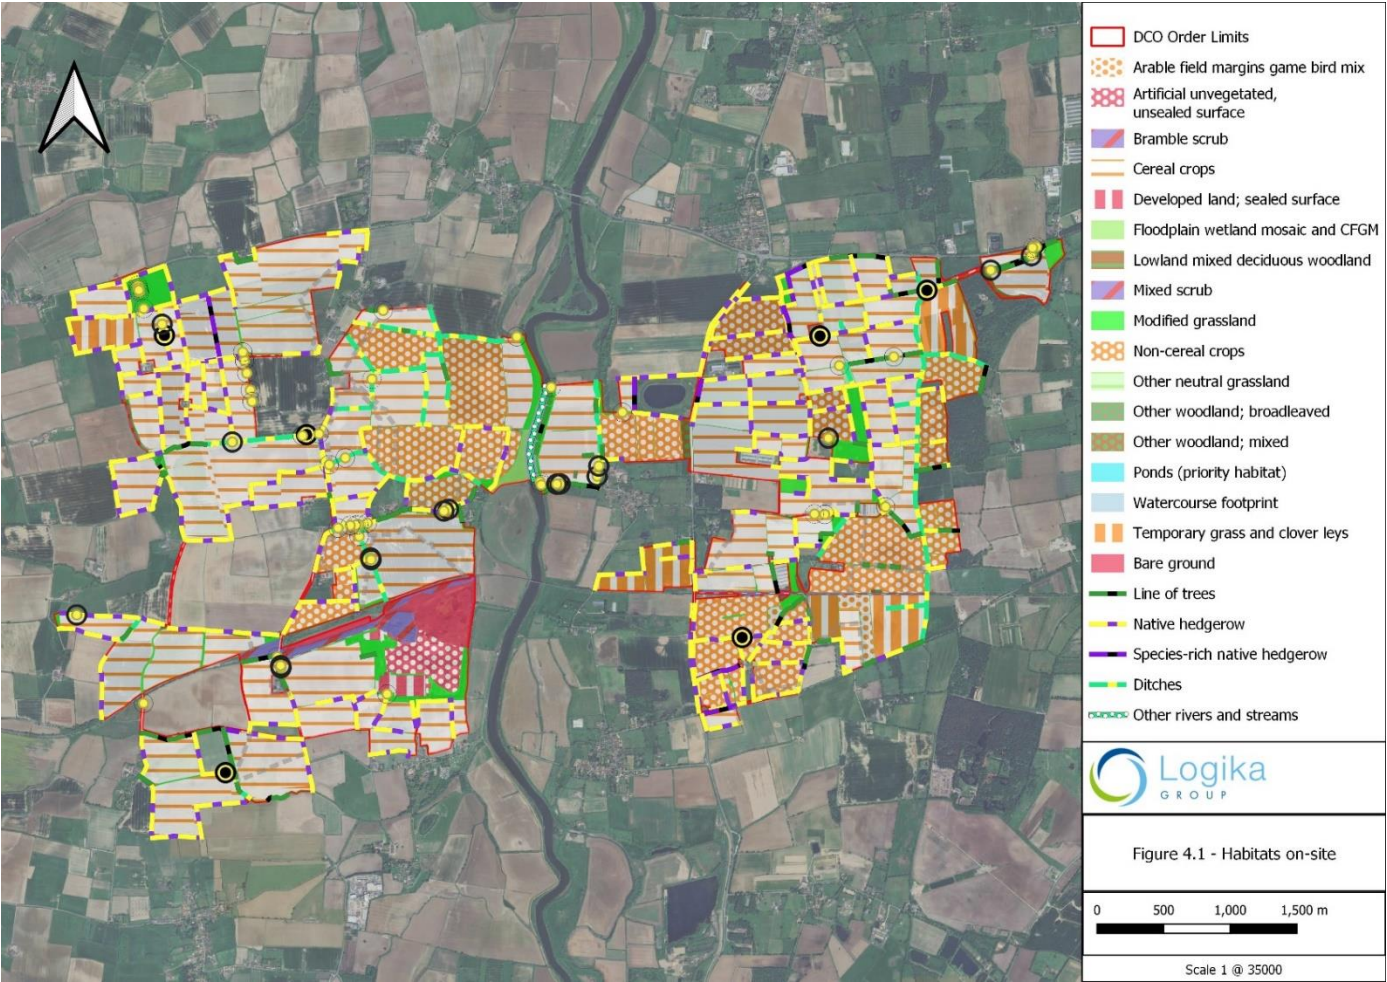 DCO Order Limits
Arable field margins game bird mix
Artificial unvegetated,
unsealed surface
Bramble scrub
Cereal crops
Developed land; sealed surface
Floodplain wetland mosaic and CFGM
Lowland mixed deciduous woodland
Mixed scrub
Modified grassland
Non-cereal crops
Other neutral grassland
Other woodland; broadleaved
Other woodland; mixed
Ponds (priority habitat)
Watercourse footprint
Temporary grass and clover leys
Bare ground
Line of trees
Native hedgerow
Species-rich native hedgerow
Ditches
Other rivers and streams
Logika
GROUP
Figure 4.1 - Habitats on-site
0 500 1,000 1,500 m
Scale 1 @ 35000